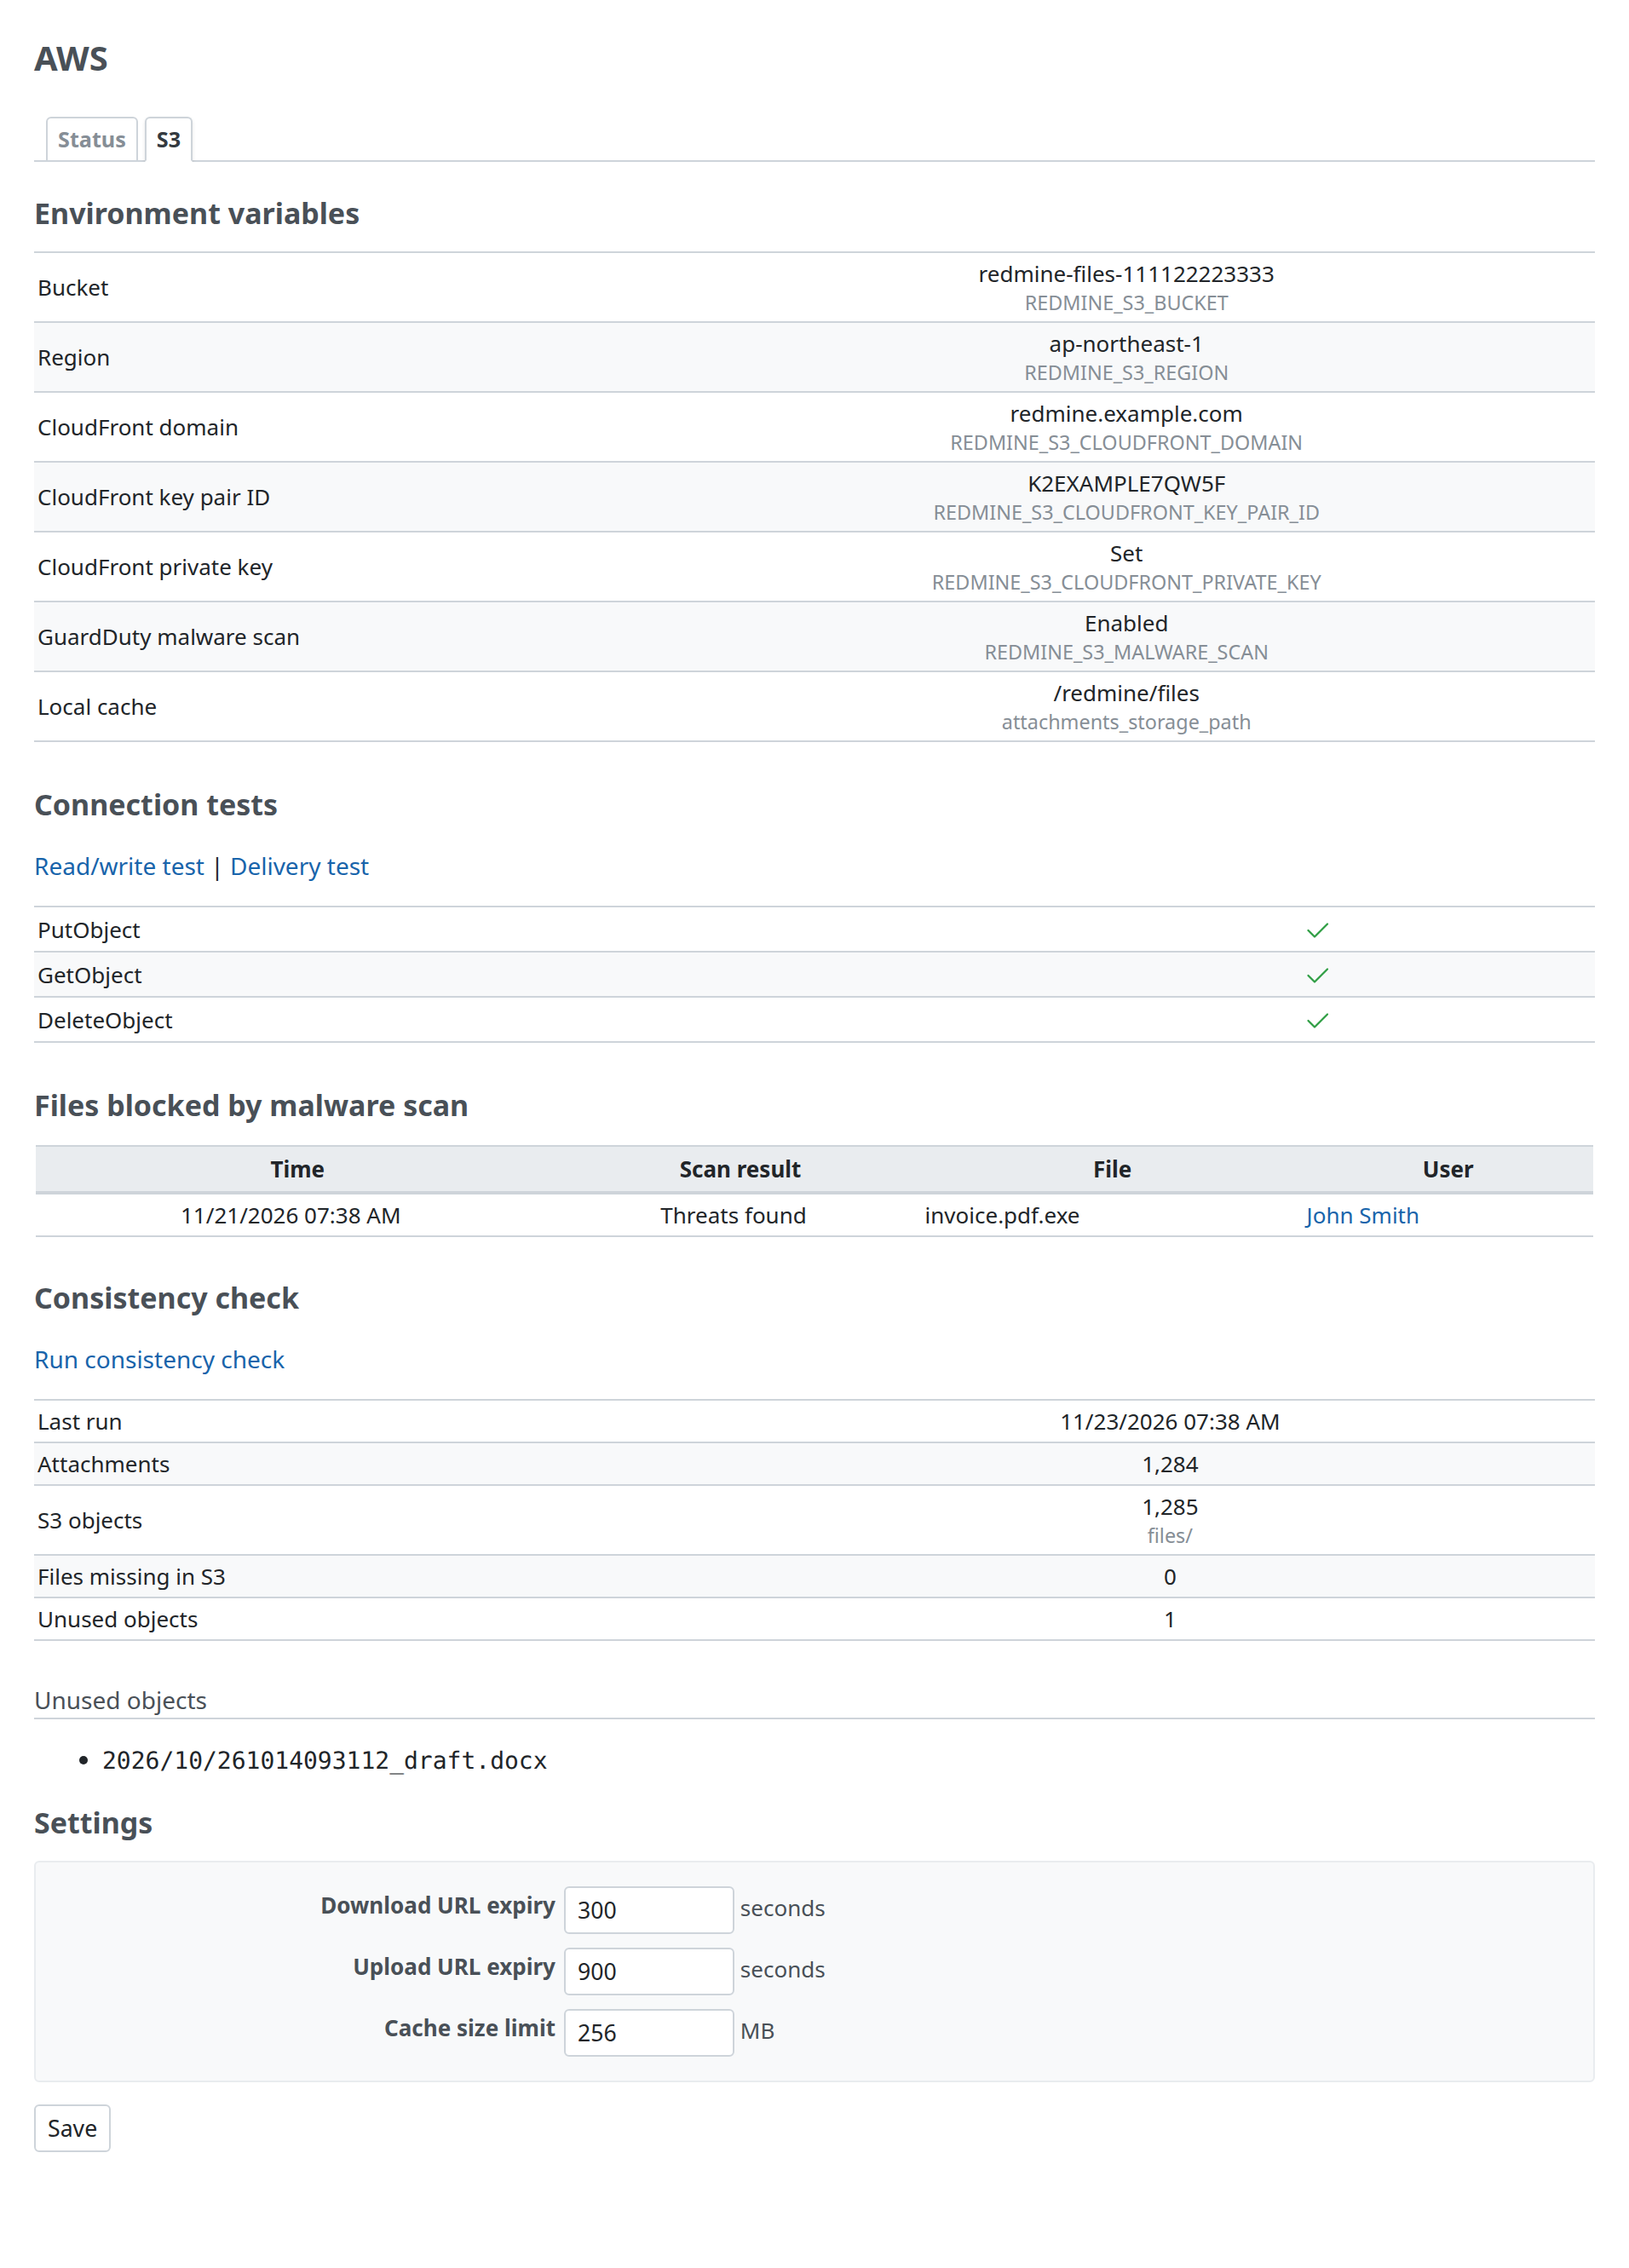 AWS
Status S3
Environment variables
Bucket
redmine-files-111122223333
REDMINE_S3_BUCKET
Region
ap-northeast-1
REDMINE_S3_REGION
CloudFront domain
redmine.example.com
REDMINE_S3_CLOUDFRONT_DOMAIN
CloudFront key pair ID
K2EXAMPLE7QW5F
REDMINE_S3_CLOUDFRONT_KEY_PAIR_ID
CloudFront private key
Set
REDMINE_S3_CLOUDFRONT_PRIVATE_KEY
GuardDuty malware scan
Enabled
REDMINE_S3_MALWARE_SCAN
Local cache
/redmine/files
attachments_storage_path
Connection tests
Read/write test | Delivery test
PutObject
GetObject
DeleteObject
Files blocked by malware scan
Time Scan result File User
11/21/2026 07:38 AM Threats found invoice.pdf.exe John Smith
Consistency check
Run consistency check
Last run 11/23/2026 07:38 AM
Attachments 1,284
S3 objects
1,285
files/
Files missing in S3 0
Unused objects 1
Unused objects
2026/10/261014093112_draft.docx
Settings
Download URL expiry 300 seconds
Upload URL expiry 900 seconds
Cache size limit 256 MB
Save